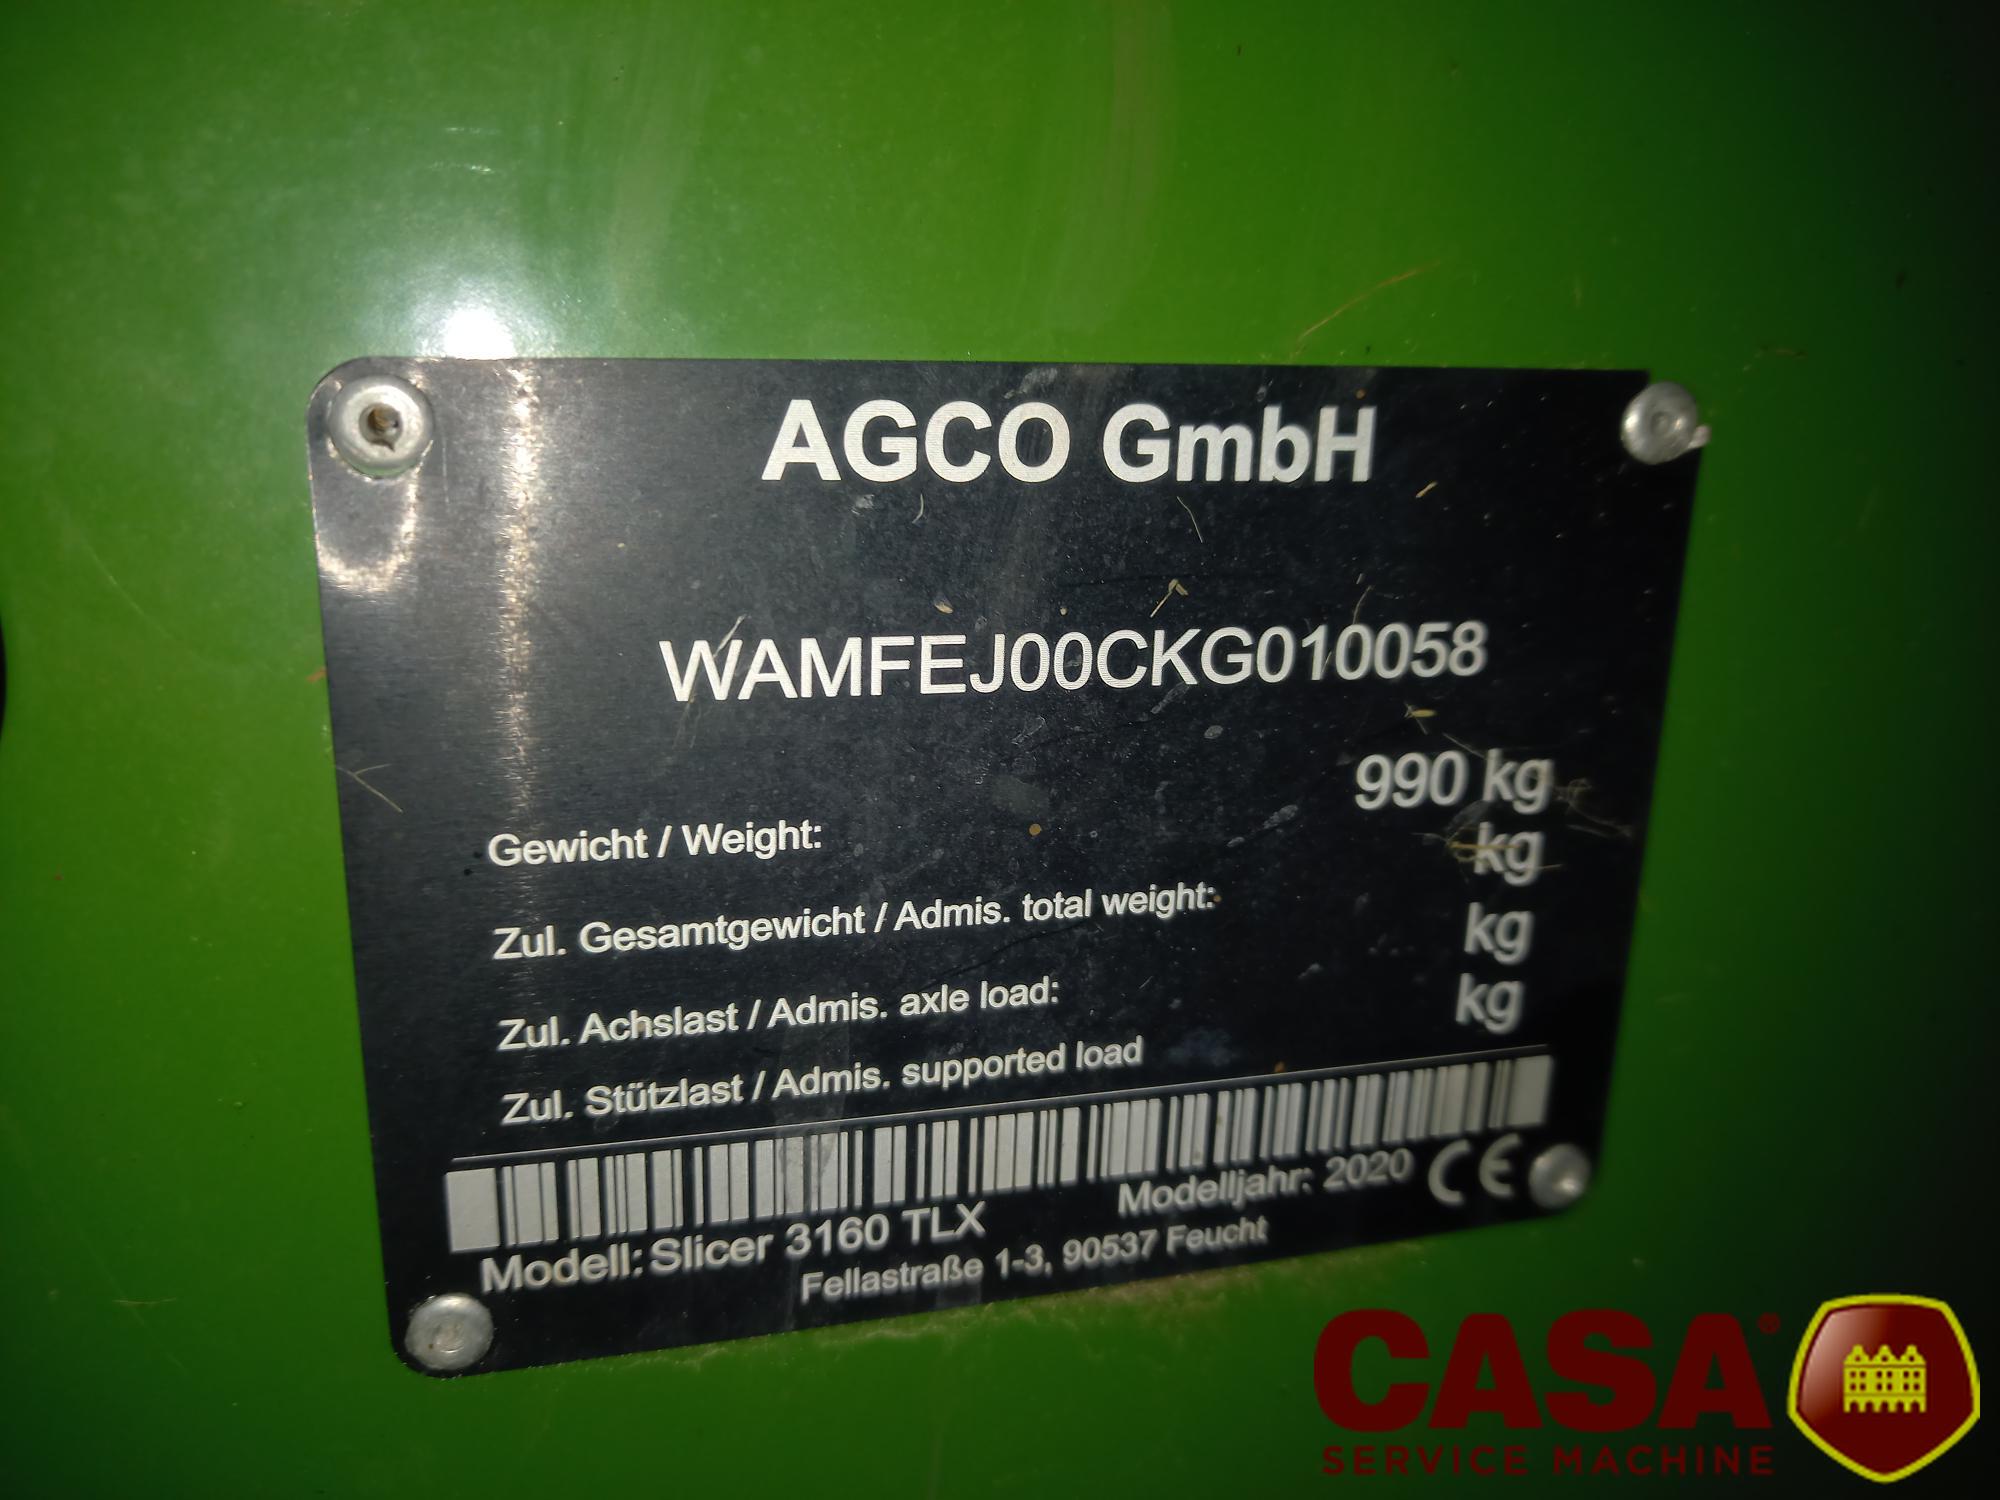 AGCO GmbH
WAMFEJ00CKG010058
Gewicht / Weight: 990 kg
Zul. Gesamtgewicht / Admis. total weight: kg
Zul. Achslast / Admis. axle load: kg
Zul. Stützlast / Admis. supported load kg
Modell: Slicer 3160 TLX Modelljahr: 2020 CE
Fellastraße 1-3, 90537 Feucht
CASA®
SERVICE MACHINE